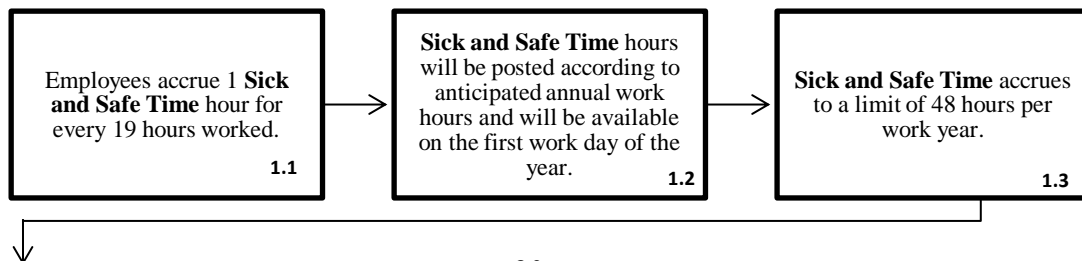 Employees accrue 1 Sick
and Safe Time hour for
every 19 hours worked.
1.1
Sick and Safe Time hours
will be posted according to
anticipated annual work
hours and will be available
on the first work day of the
year.
1.2
Sick and Safe Time accrues
to a limit of 48 hours per
work year.
1.3